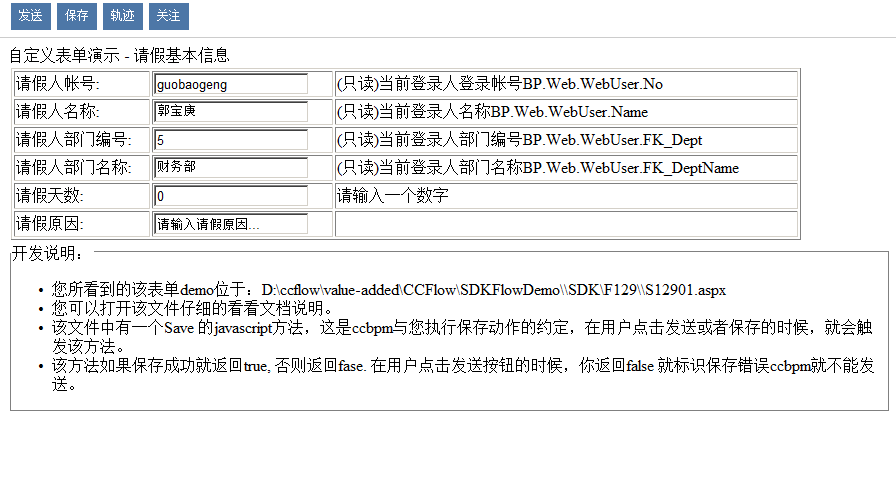 发送 保存 轨迹 关注
自定义表单演示 - 请假基本信息
请假人帐号: guobaogeng (只读)当前登录人登录帐号BP.Web.WebUser.No
请假人名称: 郭宝庚 (只读)当前登录人名称BP.Web.WebUser.Name
请假人部门编号: 5 (只读)当前登录人部门编号BP.Web.WebUser.FK_Dept
请假人部门名称: 财务部 (只读)当前登录人部门名称BP.Web.WebUser.FK_DeptName
请假天数: 0 请输入一个数字
请假原因: 请输入请假原因...
开发说明：
• 您所看到的该表单demo位于：D:\ccflow\value-added\CCFlow\SDKFlowDemo\\SDK\F129\\S12901.aspx
• 您可以打开该文件仔细的看看文档说明。
• 该文件中有一个Save 的javascript方法，这是ccbpm与您执行保存动作的约定，在用户点击发送或者保存的时候，就会触
发该方法。
• 该方法如果保存成功就返回true, 否则返回fase. 在用户点击发送按钮的时候，你返回false 就标识保存错误ccbpm就不能发
送。